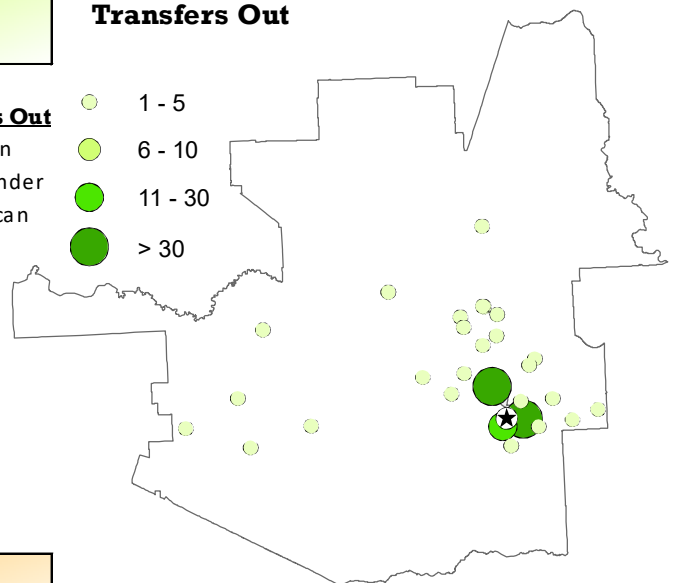 Transfers Out
s Out
n
nder
can
1 - 5
6 - 10
11 - 30
> 30